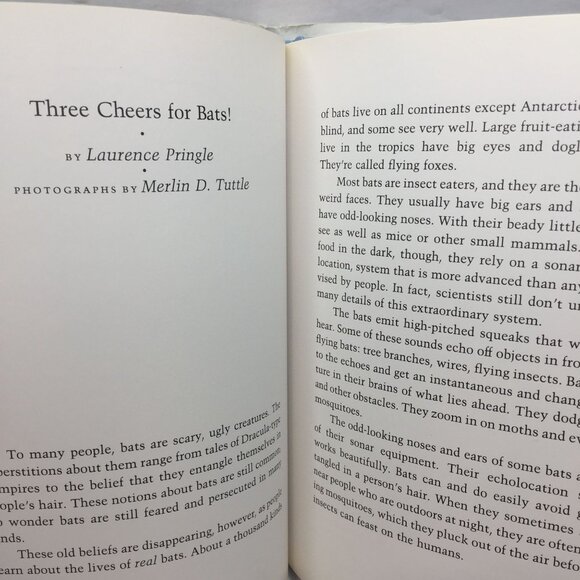 Three Cheers for Bats!
•
BY Laurence Pringle
•
PHOTOGRAPHS BY Merlin D. Tuttle
To many people, bats are scary, ugly creatures. The
perstitions about them range from tales of Dracula-type
mpires to the belief that they entangle themselves in
ople's hair. These notions about bats are still common.
o wonder bats are still feared and persecuted in many
nds.
These old beliefs are disappearing, however, as people
earn about the lives of real bats. About a thousand kinds
of bats live on all continents except Antarctic
blind, and some see very well. Large fruit-eati
live in the tropics have big eyes and dogl
They're called flying foxes.
Most bats are insect eaters, and they are the
weird faces. They usually have big ears and
have odd-looking noses. With their beady little
see as well as mice or other small mammals.
food in the dark, though, they rely on a sonar
location, system that is more advanced than any
vised by people. In fact, scientists still don't un
many details of this extraordinary system.
The bats emit high-pitched squeaks that w
hear. Some of these sounds echo off objects in fron
flying bats: tree branches, wires, flying insects. Ba
to the echoes and get an instantaneous and chang
ture in their brains of what lies ahead. They dodg
and other obstacles. They zoom in on moths and ev
mosquitoes.
The odd-looking noses and ears of some bats a
of their sonar equipment. Their echolocation s
works beautifully. Bats can and do easily avoid g
tangled in a person's hair. When they sometimes
near people who are outdoors at night, they are often
ing mosquitoes, which they pluck out of the air befor
insects can feast on the humans.